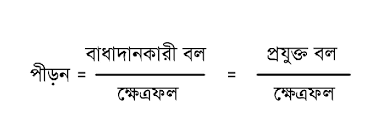 বাধাদানকারী বল প্রযুক্ত বল
পীড়ন = =
ক্ষেত্রফল ক্ষেত্রফল